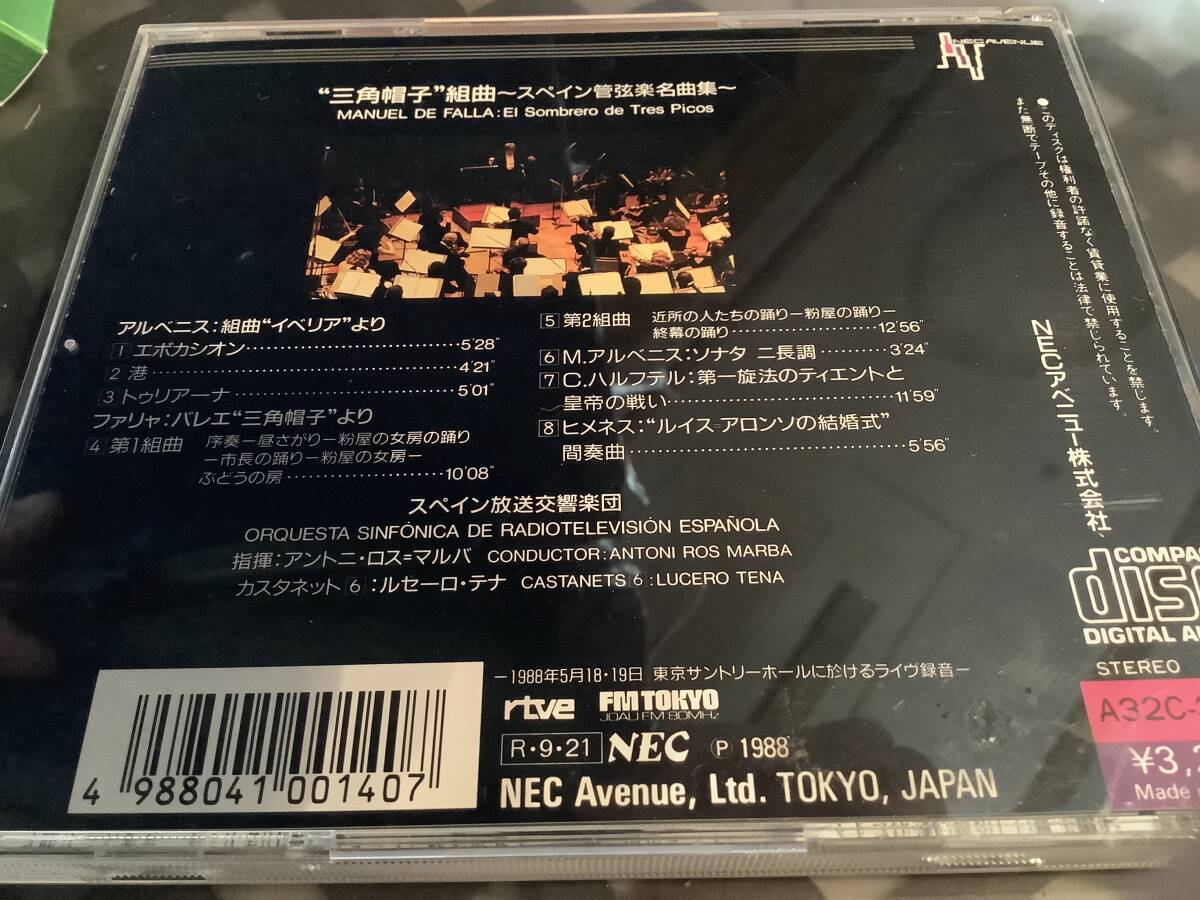 NEC AVENUE
“三角帽子”組曲～スペイン管弦楽名曲集～
MANUEL DE FALLA:El Sombrero de Tres Picos
アルベニス:組曲“イベリア”より
1 エボカシオン 5'28"
2 港 4'21"
3 トゥリアーナ 5'01"
ファリャ:バレエ“三角帽子”より
4 第1組曲 序奏ー昼さがりー粉屋の女房の踊り
ー市長の踊りー粉屋の女房ー
ぶどうの房 10'08"
5 第2組曲 近所の人たちの踊りー粉屋の踊りー
終幕の踊り 12'56"
6 M.アルベニス:ソナタ ニ長調 3'24"
7 C.ハルフテル:第一旋法のティエントと
皇帝の戦い 11'59"
8 ヒメネス:“ルイス アロンソの結婚式”
間奏曲 5'56"
スペイン放送交響楽団
ORQUESTA SINFÓNICA DE RADIOTELEVISIÓN ESPAÑOLA
指揮:アントニ・ロス=マルバ CONDUCTOR:ANTONI ROS MARBA
カスタネット6:ルセーロ・テナ CASTANETS 6:LUCERO TENA
●このディスクは権利者の許諾なく賃貸業に使用することを禁じます。
また無断でテープその他に録音することは法律で禁じられています。
NECアベニュー株式会社
COMPA
disc
DIGITAL AU
STEREO
A32C-
¥3,2
Made
ー1988年5月18・19日 東京サントリーホールに於けるライヴ録音ー
rtve FM TOKYO
JOAU FM 80MHz
R・9・21 NEC Ⓟ 1988
NEC Avenue, Ltd. TOKYO, JAPAN
4 988041 001407